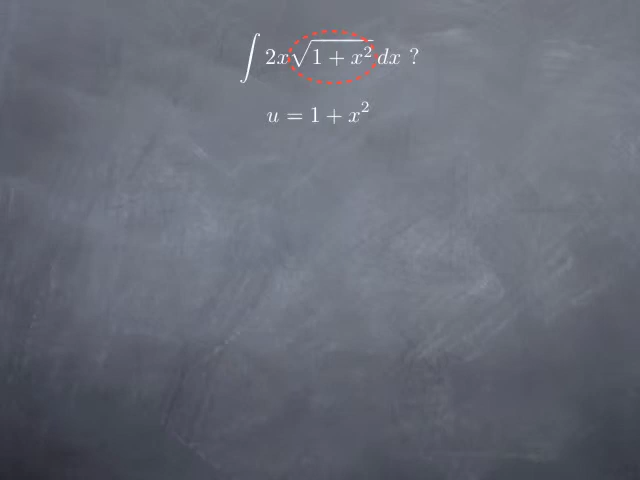 ∫ 2x√(1 + x²) dx ?
u = 1 + x²